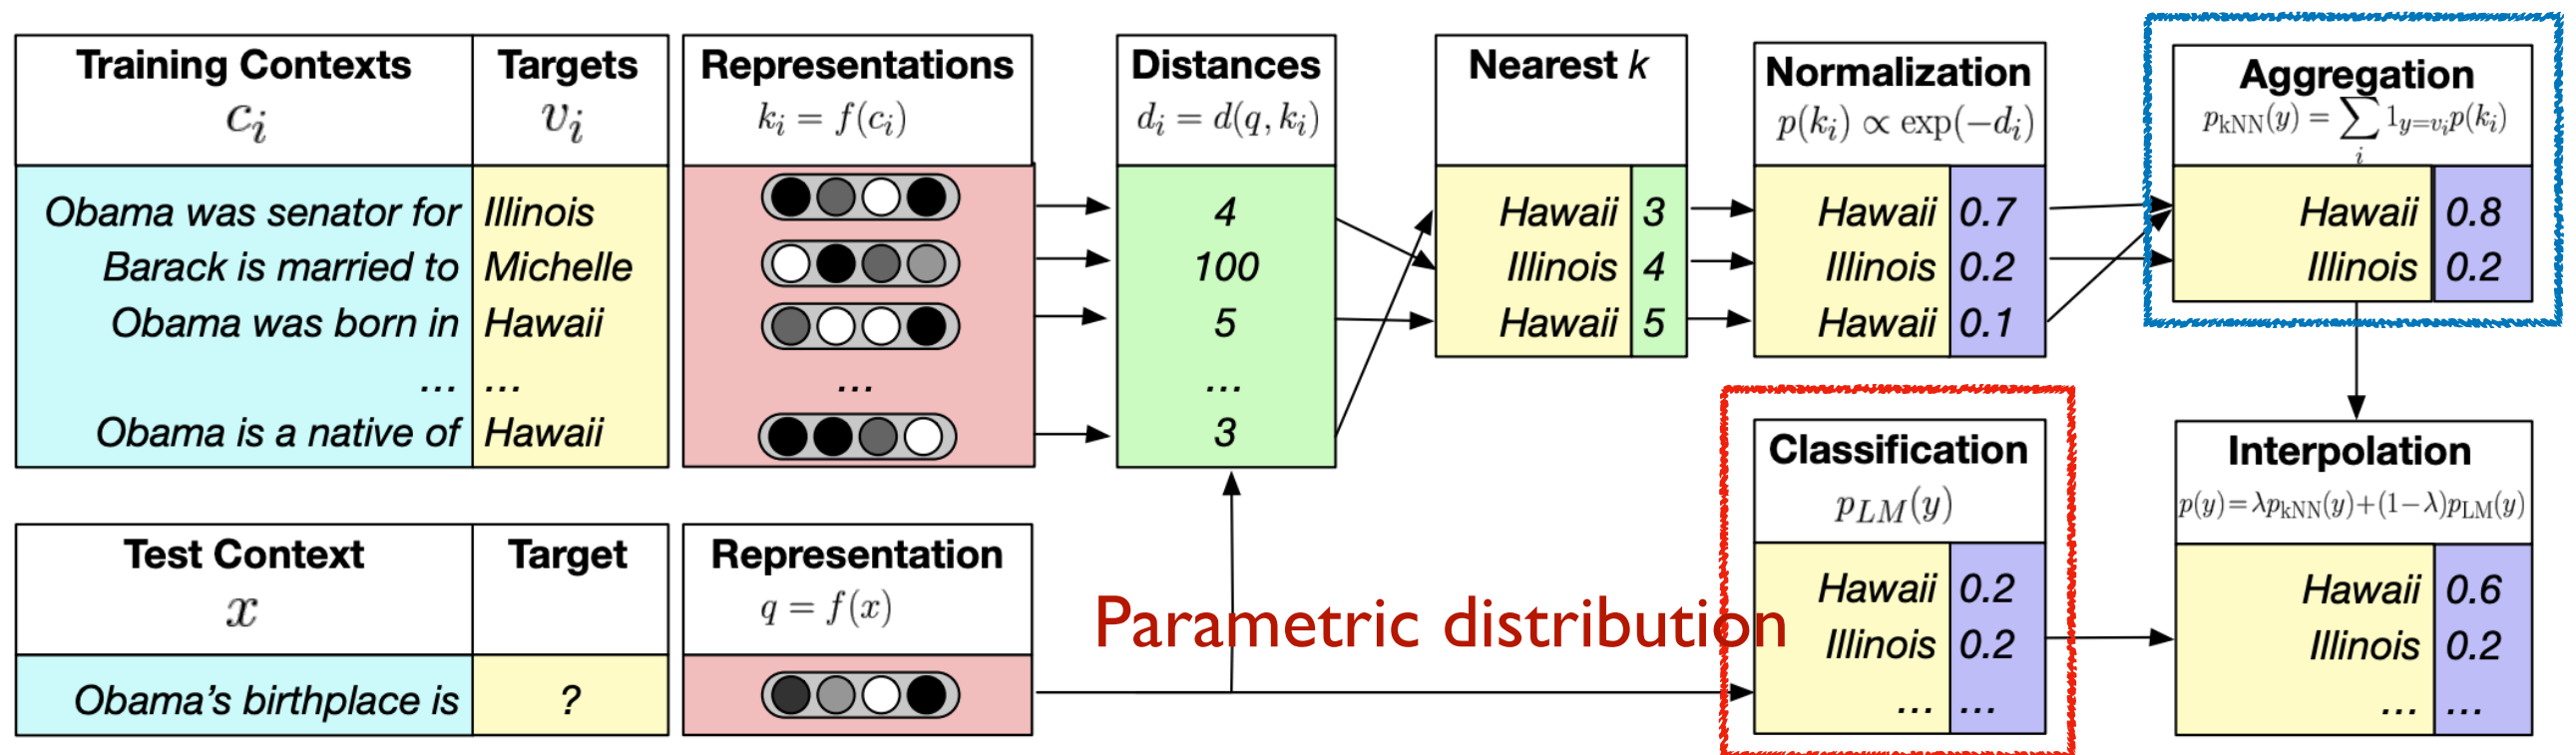 Training Contexts
c_i
Targets
v_i
Obama was senator for Illinois
Barack is married to Michelle
Obama was born in Hawaii
... ...
Obama is a native of Hawaii
Representations
k_i = f(c_i)
...
Distances
d_i = d(q, k_i)
4
100
5
...
3
Nearest k
Hawaii 3
Illinois 4
Hawaii 5
Normalization
p(k_i) ∝ exp(−d_i)
Hawaii 0.7
Illinois 0.2
Hawaii 0.1
Aggregation
p_kNN(y) = ∑_i 1_{y=v_i} p(k_i)
Hawaii 0.8
Illinois 0.2
Test Context
x
Target
Obama's birthplace is ?
Representation
q = f(x)
Parametric distribution
Classification
p_LM(y)
Hawaii 0.2
Illinois 0.2
... ...
Interpolation
p(y)=λp_kNN(y)+(1−λ)p_LM(y)
Hawaii 0.6
Illinois 0.2
... ...